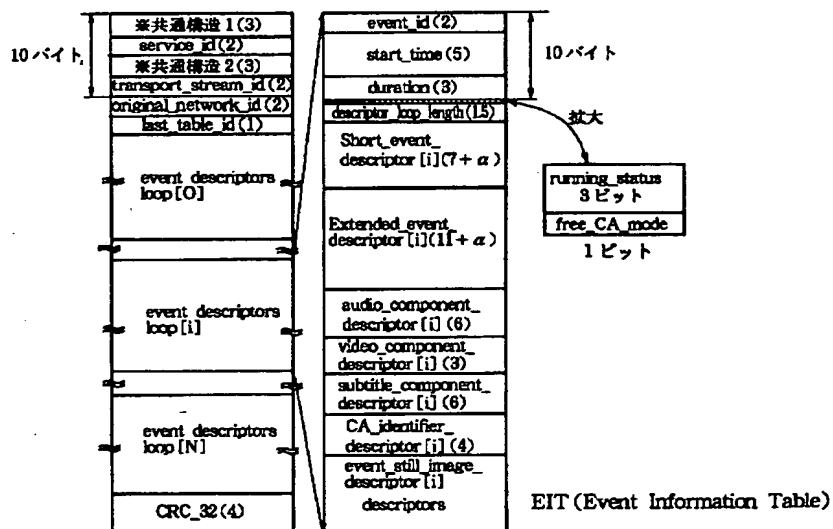 10バイト
※共通構造1(3)
service_id(2)
※共通構造2(3)
transport_stream_id(2)
original_network_id(2)
last_table_id(1)
event descriptors
loop[0]
event descriptors
loop[i]
event descriptors
loop[N]
CRC_32(4)
event_id(2)
start_time(5)
duration(3)
descriptor_loop_length(1.5)
Short_event_
descriptor[i](7+α)
Extended_event_
descriptor[i](11+α)
audio_component_
descriptor[i](6)
video_component_
descriptor[i](3)
subtitle_component_
descriptor[i](6)
CA_identifier_
descriptor[i](4)
event_still_image_
descriptor[i]
descriptors
10バイト
拡大
running_status
3ビット
free_CA_mode
1ビット
EIT(Event Information Table)